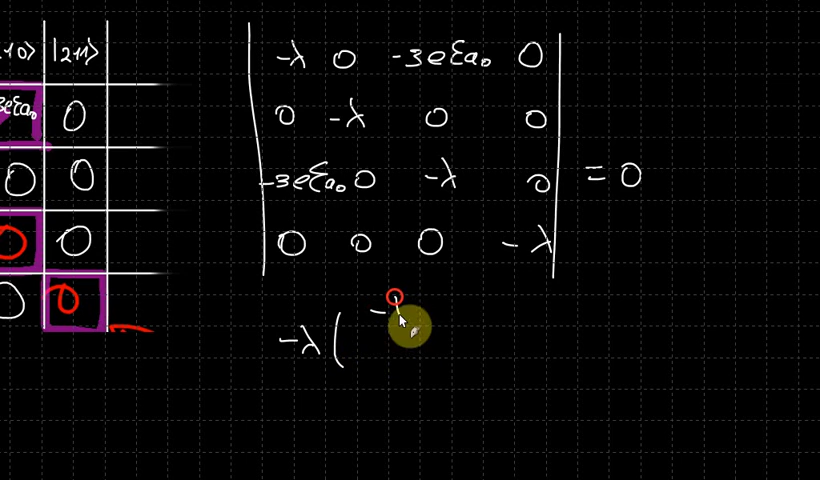 10⟩ |211⟩
3eℰa₀ 0
0 0
0 0
0 0
-λ 0 -3eℰa₀ 0
0 -λ 0 0
-3eℰa₀ 0 -λ 0 = 0
0 0 0 -λ
-λ( -